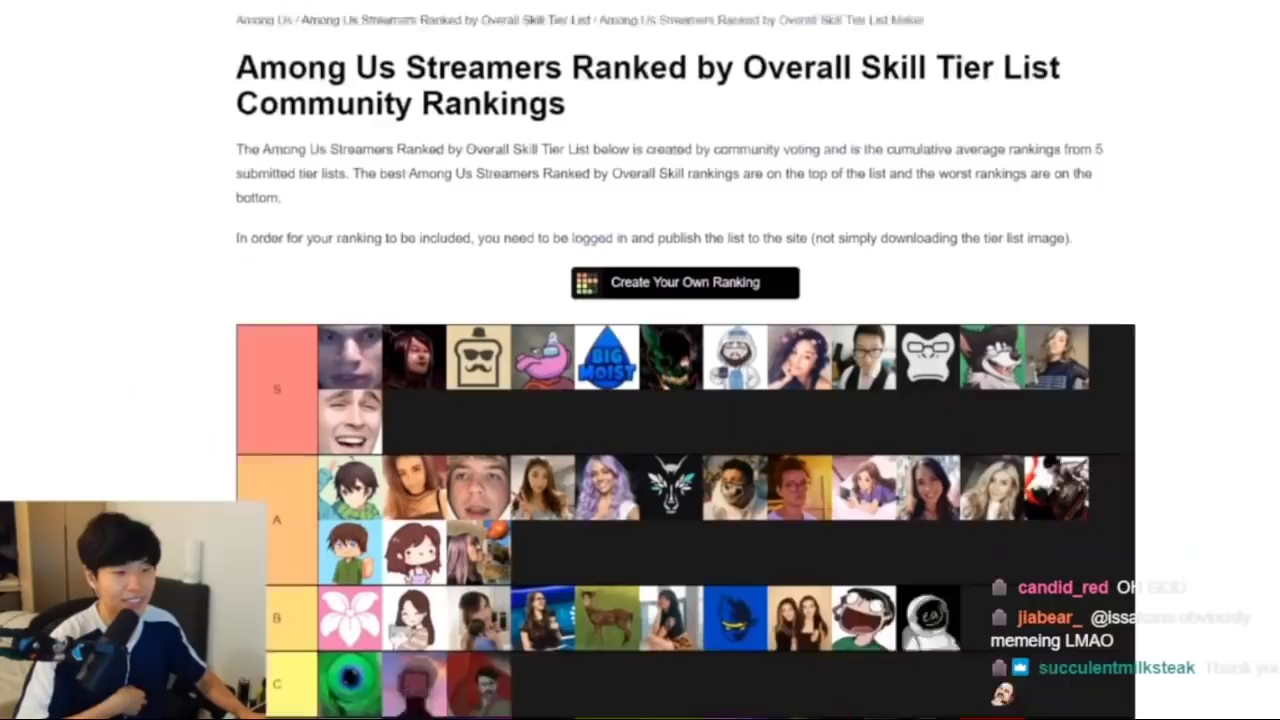 Among Us / Among Us Streamers Ranked by Overall Skill Tier List / Among Us Streamers Ranked by Overall Skill Tier List Maker
Among Us Streamers Ranked by Overall Skill Tier List
Community Rankings
The Among Us Streamers Ranked by Overall Skill Tier List below is created by community voting and is the cumulative average rankings from 5
submitted tier lists. The best Among Us Streamers Ranked by Overall Skill rankings are on the top of the list and the worst rankings are on the
bottom.
In order for your ranking to be included, you need to be logged in and publish the list to the site (not simply downloading the tier list image).
Create Your Own Ranking
S
BIG
MOIST
A
B
C
candid_red OH GOD
jiabear_ @issakane obviously
memeing LMAO
succulentmilksteak Thank you